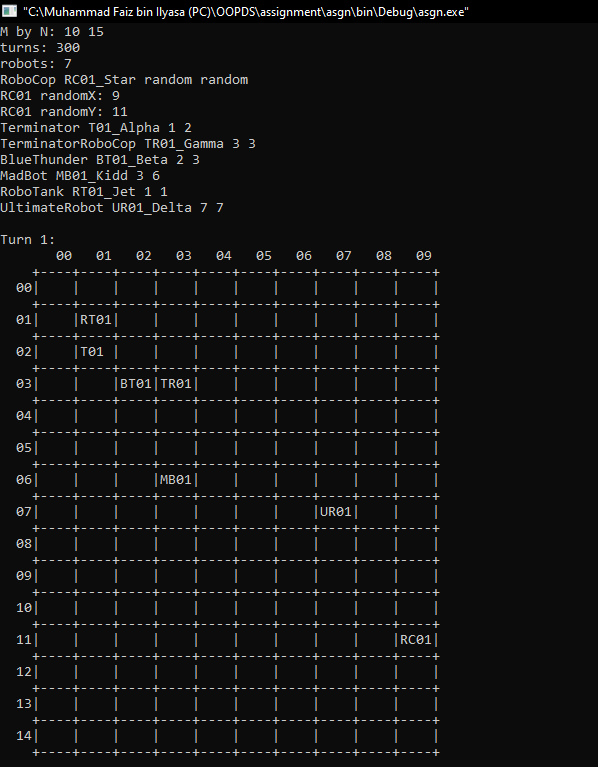 "C:\Muhammad Faiz bin Ilyasa (PC)\OOPDS\assignment\asgn\bin\Debug\asgn.exe"
M by N: 10 15
turns: 300
robots: 7
RoboCop RC01_Star random random
RC01 randomX: 9
RC01 randomY: 11
Terminator T01_Alpha 1 2
TerminatorRoboCop TR01_Gamma 3 3
BlueThunder BT01_Beta 2 3
MadBot MB01_Kidd 3 6
RoboTank RT01_Jet 1 1
UltimateRobot UR01_Delta 7 7

Turn 1:
       00   01   02   03   04   05   06   07   08   09
    +----+----+----+----+----+----+----+----+----+----+
  00|    |    |    |    |    |    |    |    |    |    |
    +----+----+----+----+----+----+----+----+----+----+
  01|    |RT01|    |    |    |    |    |    |    |    |
    +----+----+----+----+----+----+----+----+----+----+
  02|    |T01 |    |    |    |    |    |    |    |    |
    +----+----+----+----+----+----+----+----+----+----+
  03|    |    |BT01|TR01|    |    |    |    |    |    |
    +----+----+----+----+----+----+----+----+----+----+
  04|    |    |    |    |    |    |    |    |    |    |
    +----+----+----+----+----+----+----+----+----+----+
  05|    |    |    |    |    |    |    |    |    |    |
    +----+----+----+----+----+----+----+----+----+----+
  06|    |    |    |MB01|    |    |    |    |    |    |
    +----+----+----+----+----+----+----+----+----+----+
  07|    |    |    |    |    |    |    |UR01|    |    |
    +----+----+----+----+----+----+----+----+----+----+
  08|    |    |    |    |    |    |    |    |    |    |
    +----+----+----+----+----+----+----+----+----+----+
  09|    |    |    |    |    |    |    |    |    |    |
    +----+----+----+----+----+----+----+----+----+----+
  10|    |    |    |    |    |    |    |    |    |    |
    +----+----+----+----+----+----+----+----+----+----+
  11|    |    |    |    |    |    |    |    |    |RC01|
    +----+----+----+----+----+----+----+----+----+----+
  12|    |    |    |    |    |    |    |    |    |    |
    +----+----+----+----+----+----+----+----+----+----+
  13|    |    |    |    |    |    |    |    |    |    |
    +----+----+----+----+----+----+----+----+----+----+
  14|    |    |    |    |    |    |    |    |    |    |
    +----+----+----+----+----+----+----+----+----+----+